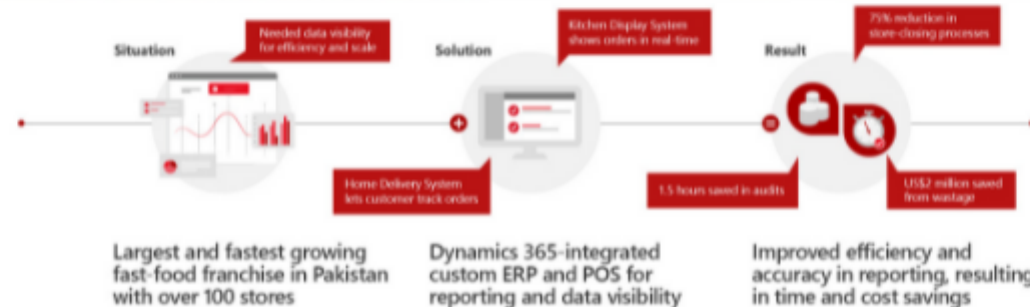 Situation
Needed data visibility
for efficiency and scale
Largest and fastest growing
fast-food franchise in Pakistan
with over 100 stores
Solution
Kitchen Display System
shows orders in real-time
Home Delivery System
lets customer track orders
Dynamics 365-integrated
custom ERP and POS for
reporting and data visibility
Result
75% reduction in
store-closing processes
1.5 hours saved in audits
US$2 million saved
from wastage
Improved efficiency and
accuracy in reporting, resulting
in time and cost savings